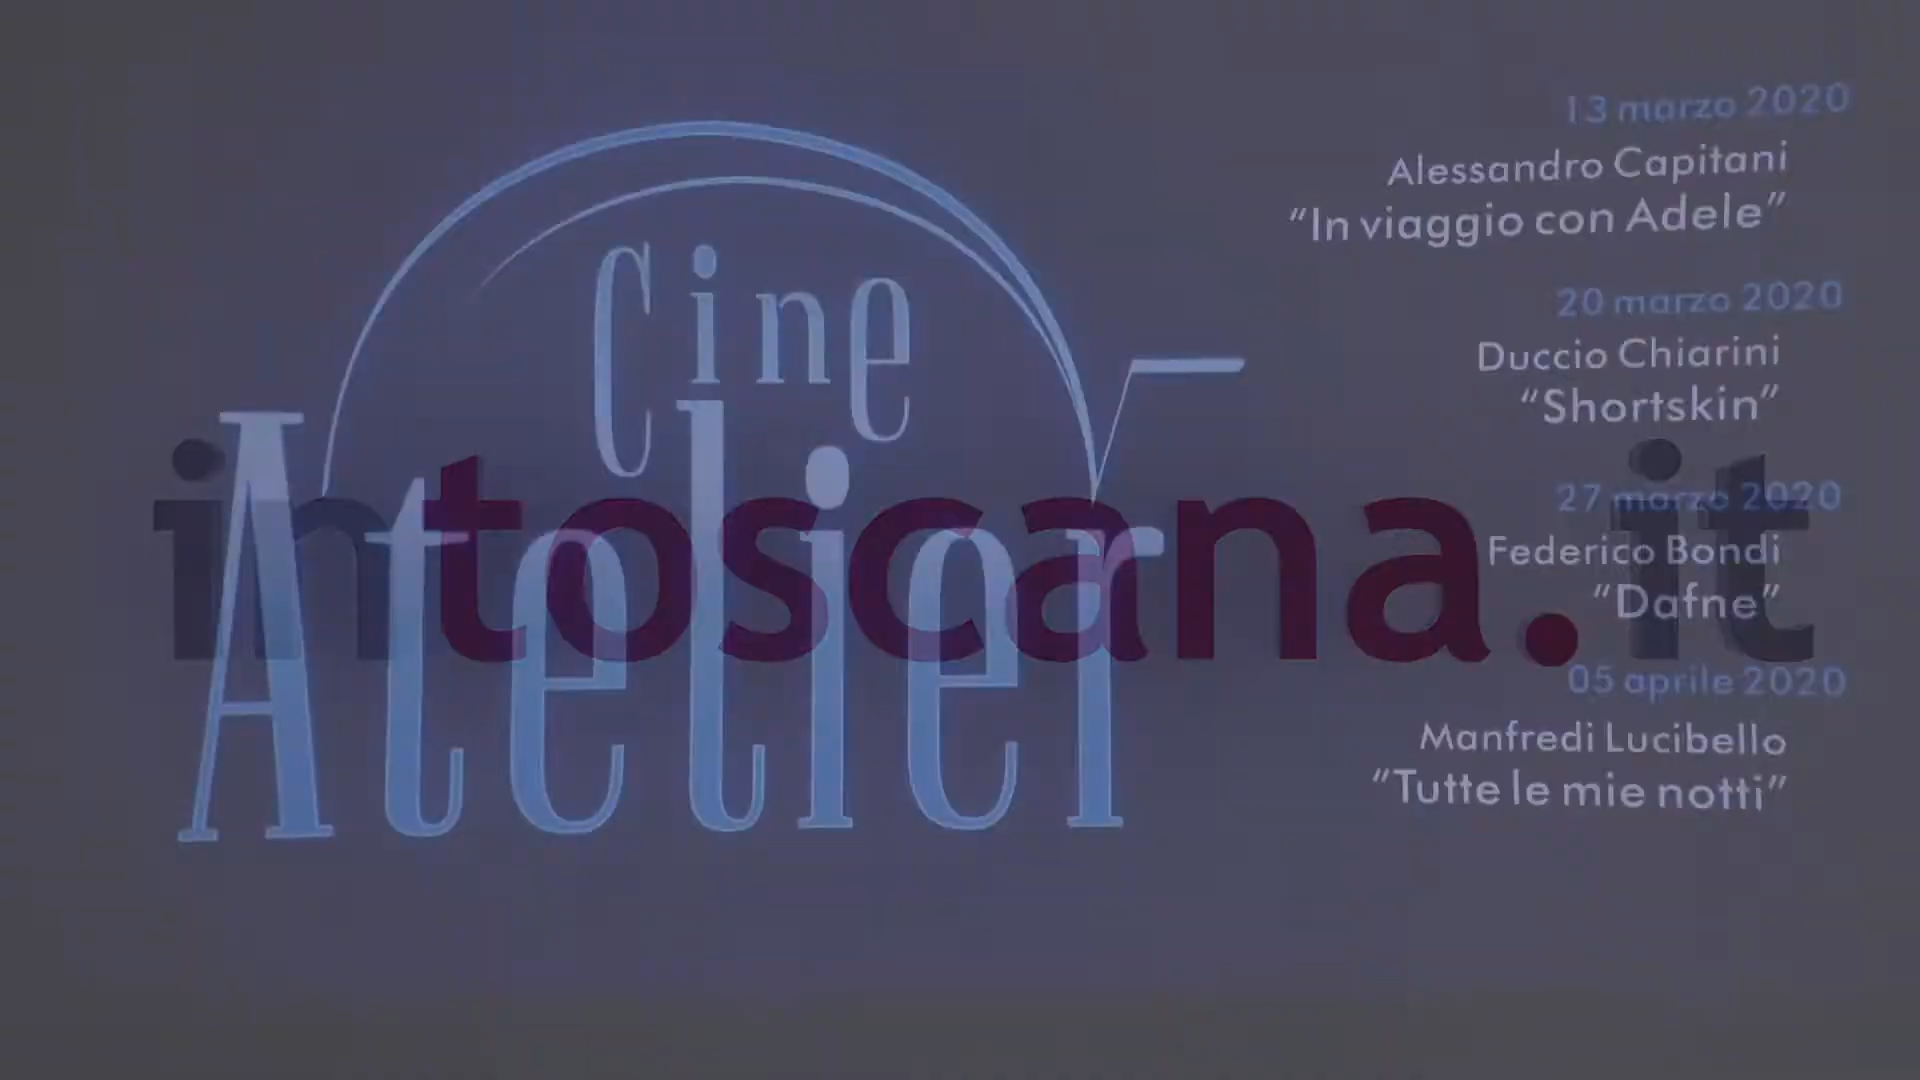 Cine
Atelier
intoscana.it
13 marzo 2020
Alessandro Capitani
“In viaggio con Adele”
20 marzo 2020
Duccio Chiarini
“Shortskin”
27 marzo 2020
Federico Bondi
“Dafne”
05 aprile 2020
Manfredi Lucibello
“Tutte le mie notti”